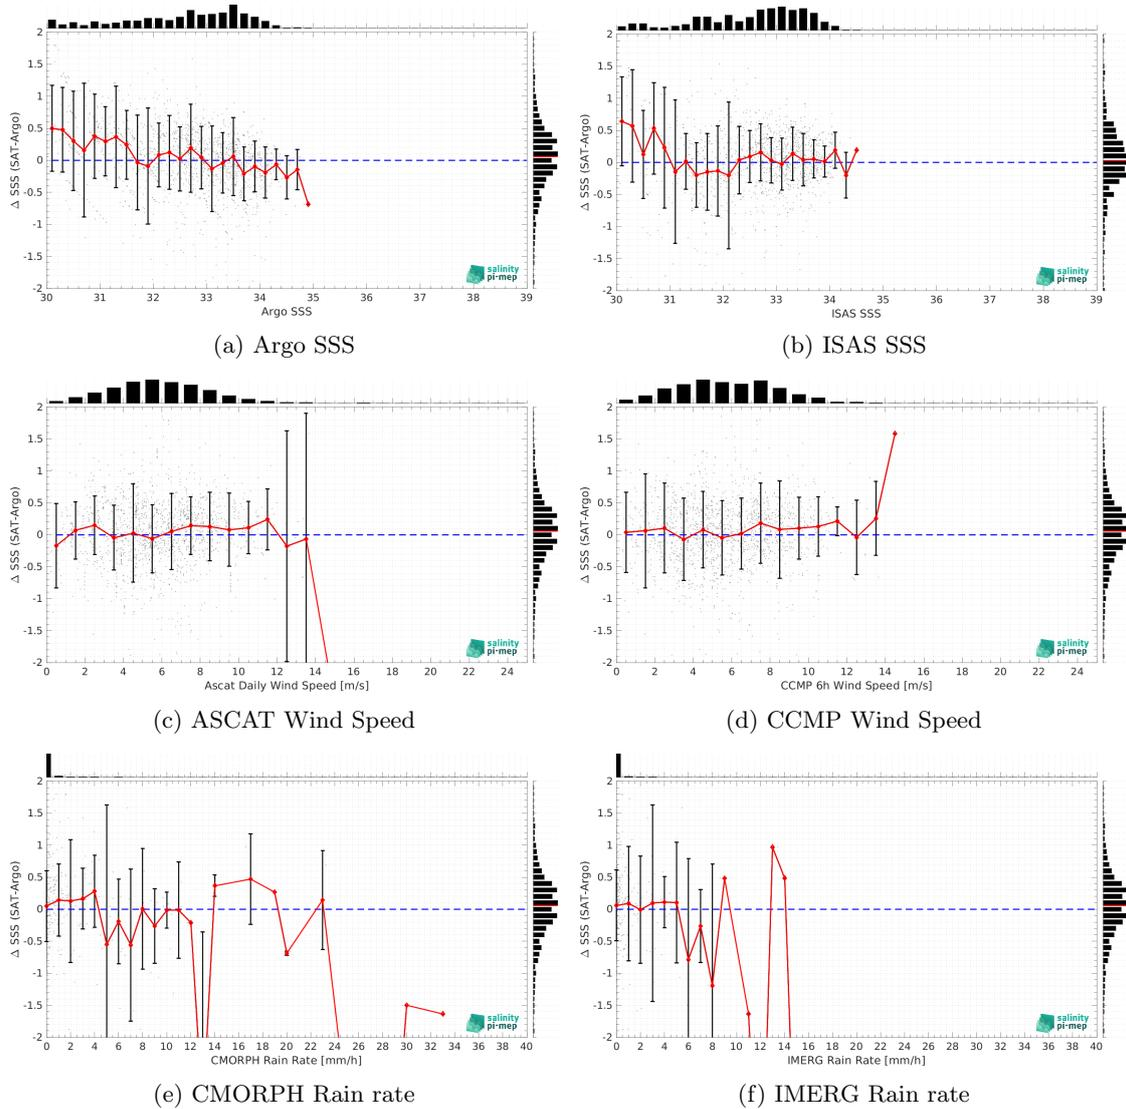 2
1.5
1
0.5
0
-0.5
-1
-1.5
-2
Δ SSS (SAT-Argo)
30 31 32 33 34 35 36 37 38 39
Argo SSS
salinity
pi-mep
(a) Argo SSS
2
1.5
1
0.5
0
-0.5
-1
-1.5
-2
Δ SSS (SAT-Argo)
30 31 32 33 34 35 36 37 38 39
ISAS SSS
salinity
pi-mep
(b) ISAS SSS
2
1.5
1
0.5
0
-0.5
-1
-1.5
-2
Δ SSS (SAT-Argo)
0 2 4 6 8 10 12 14 16 18 20 22 24
Ascat Daily Wind Speed [m/s]
salinity
pi-mep
(c) ASCAT Wind Speed
2
1.5
1
0.5
0
-0.5
-1
-1.5
-2
Δ SSS (SAT-Argo)
0 2 4 6 8 10 12 14 16 18 20 22 24
CCMP 6h Wind Speed [m/s]
salinity
pi-mep
(d) CCMP Wind Speed
2
1.5
1
0.5
0
-0.5
-1
-1.5
-2
Δ SSS (SAT-Argo)
0 2 4 6 8 10 12 14 16 18 20 22 24 26 28 30 32 34 36 38 40
CMORPH Rain Rate [mm/h]
salinity
pi-mep
(e) CMORPH Rain rate
2
1.5
1
0.5
0
-0.5
-1
-1.5
-2
Δ SSS (SAT-Argo)
0 2 4 6 8 10 12 14 16 18 20 22 24 26 28 30 32 34 36 38 40
IMERG Rain Rate [mm/h]
salinity
pi-mep
(f) IMERG Rain rate